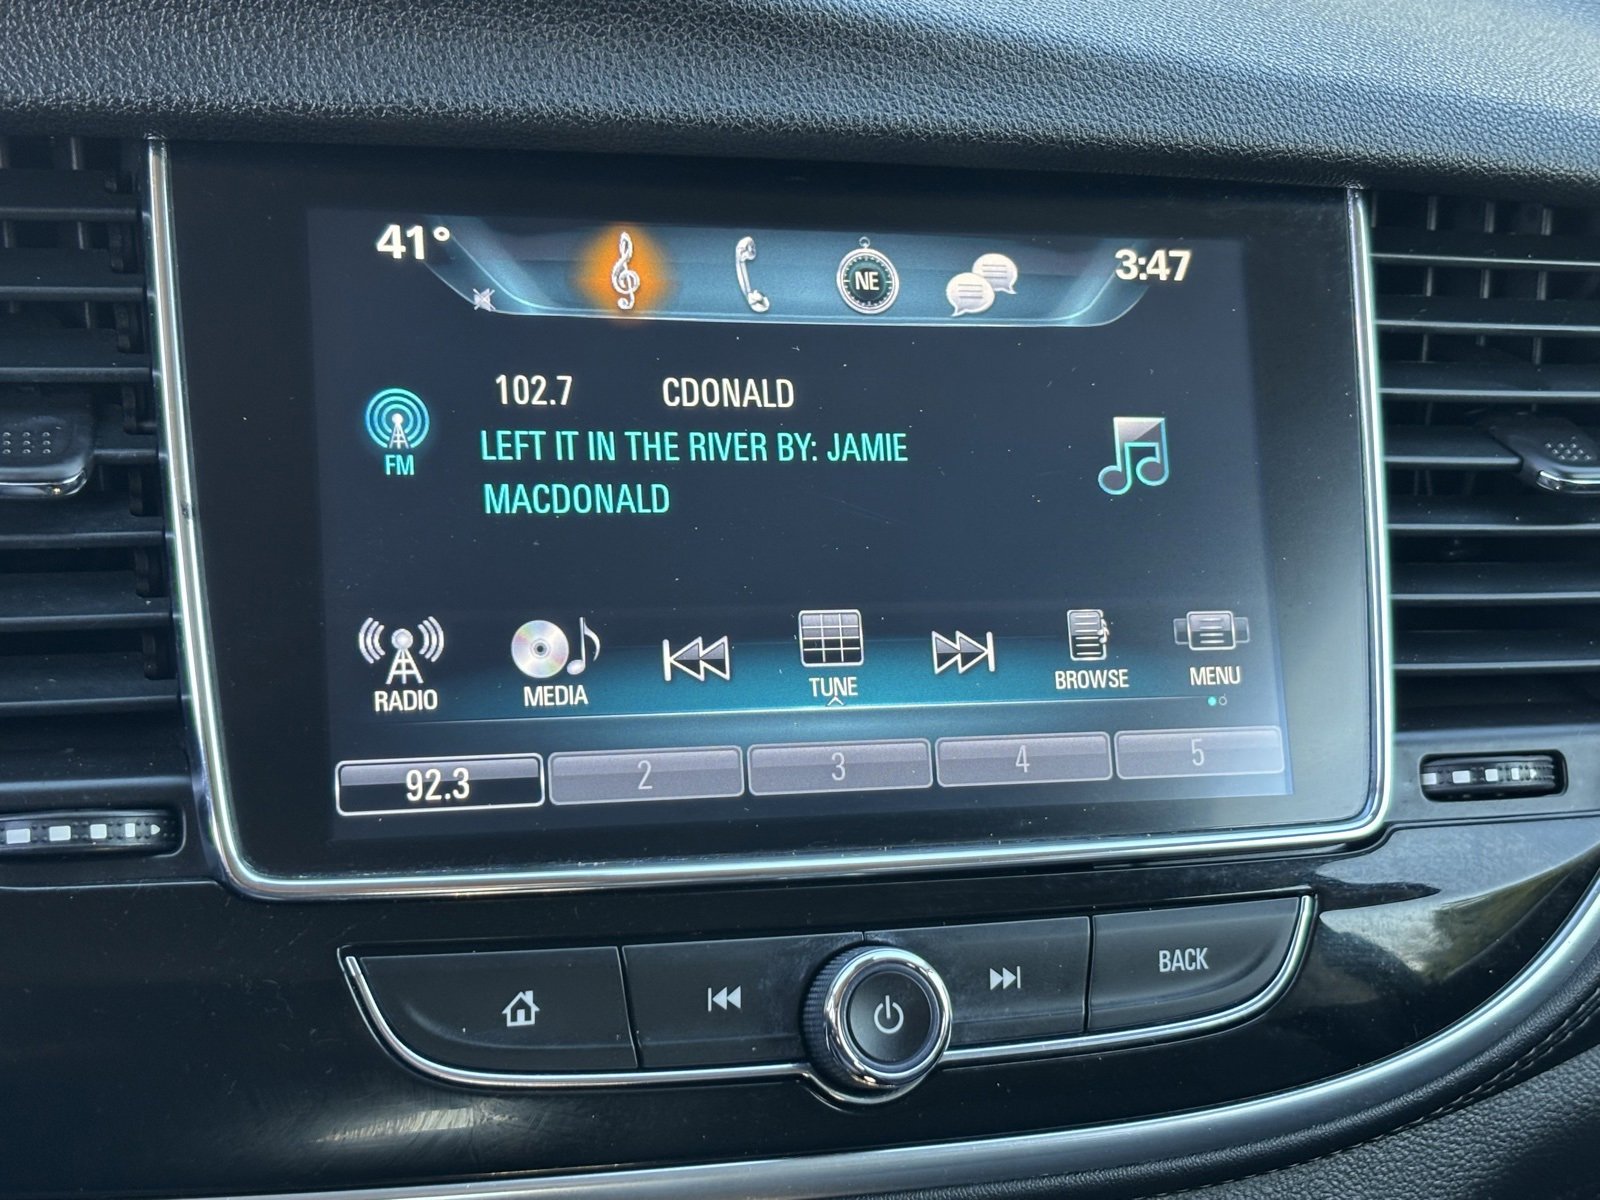 41°
NE
3:47
102.7 CDONALD
FM
LEFT IT IN THE RIVER BY: JAMIE
MACDONALD
RADIO
MEDIA
TUNE
BROWSE
MENU
92.3
2
3
4
5
BACK